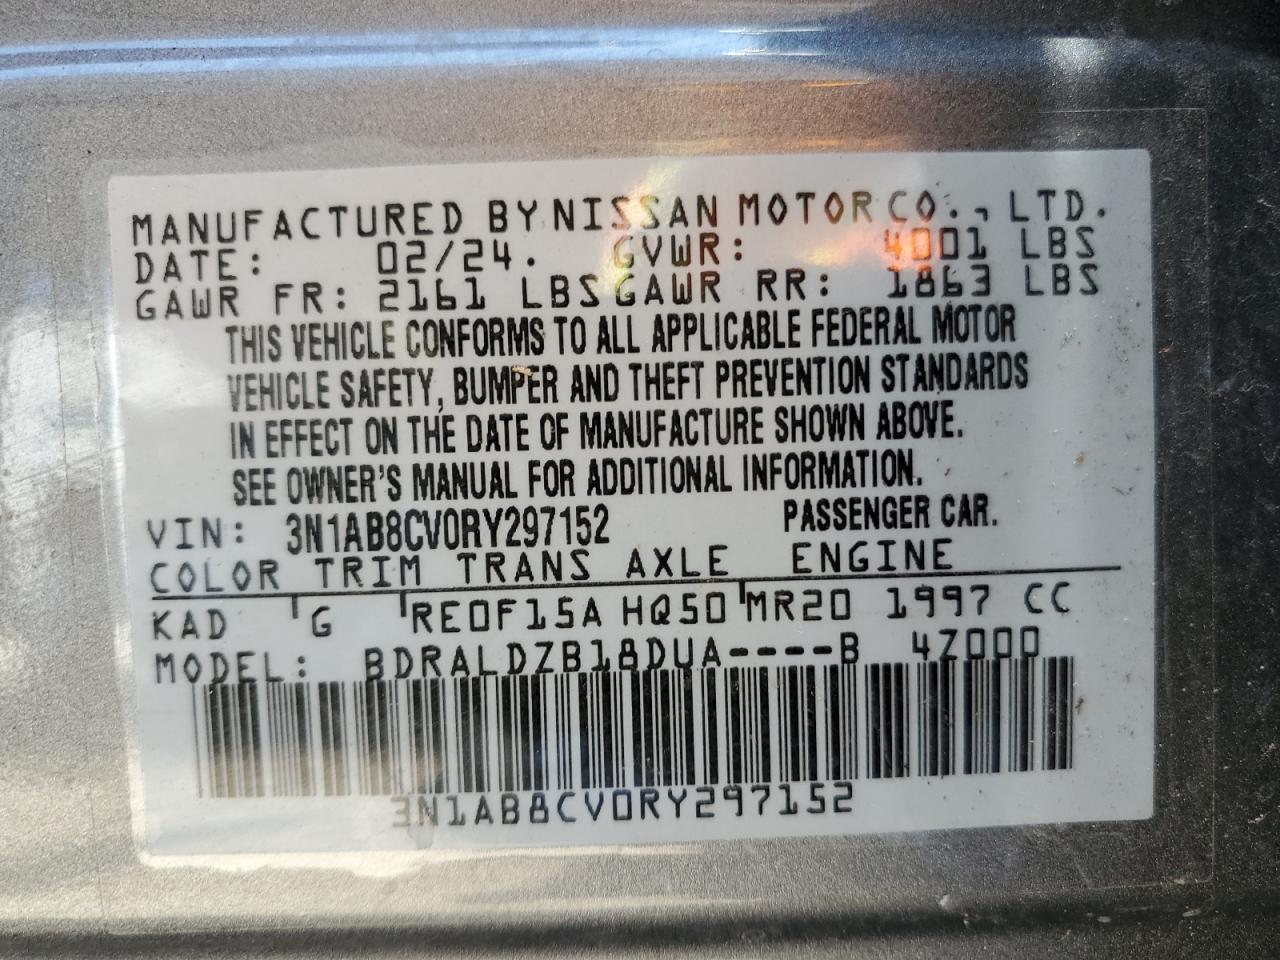 MANUFACTURED BY NISSAN MOTOR CO., LTD.
DATE: 02/24. GVWR: 4001 LBS
GAWR FR: 2161 LBS GAWR RR: 1863 LBS
THIS VEHICLE CONFORMS TO ALL APPLICABLE FEDERAL MOTOR
VEHICLE SAFETY, BUMPER AND THEFT PREVENTION STANDARDS
IN EFFECT ON THE DATE OF MANUFACTURE SHOWN ABOVE.
SEE OWNER'S MANUAL FOR ADDITIONAL INFORMATION.
VIN: 3N1AB8CV0RY297152 PASSENGER CAR.
COLOR TRIM TRANS AXLE ENGINE
KAD G RE0F15A HQ50 MR20 1997 CC
MODEL: BDRALDZB18DUA----B 4Z000
3N1AB8CV0RY297152